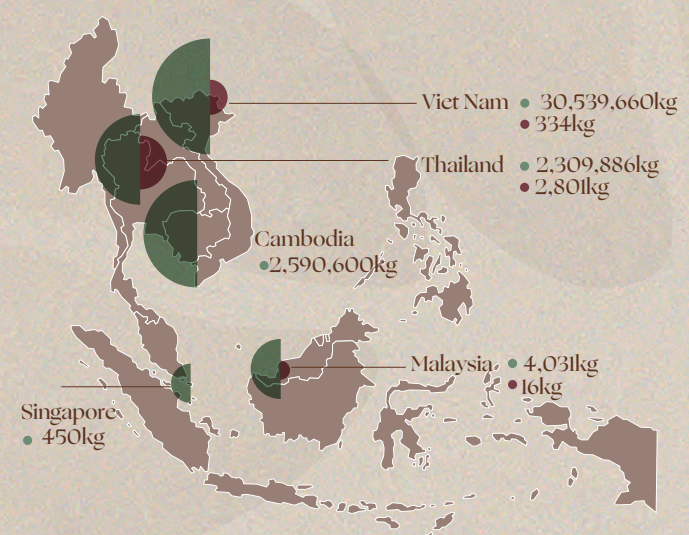 Viet Nam 30,539,660kg
334kg
Thailand 2,309,886kg
2,801kg
Cambodia
2,590,600kg
Malaysia 4,031kg
16kg
Singapore
450kg